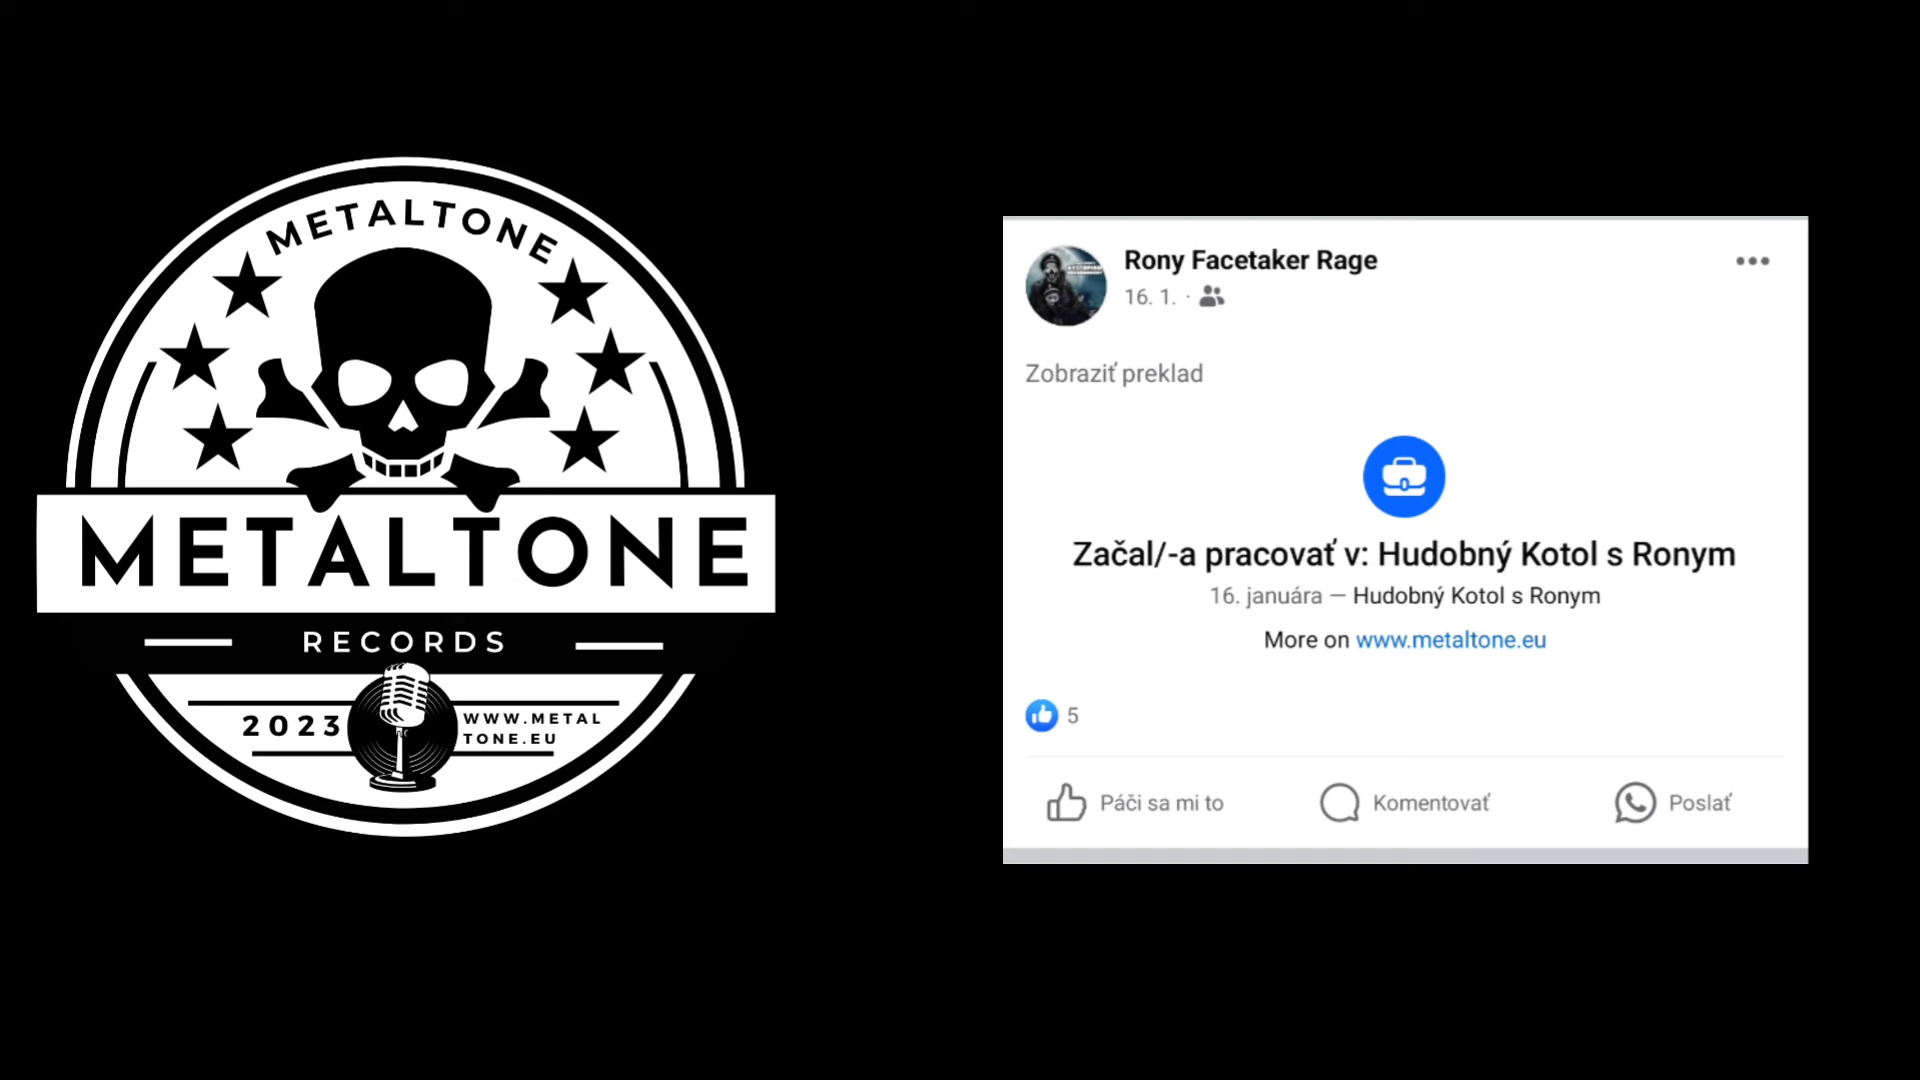 METALTONE
METALTONE
RECORDS
2023
WWW.METAL
TONE.EU
Rony Facetaker Rage
16. 1. ·
Zobraziť preklad
Začal/-a pracovať v: Hudobný Kotol s Ronym
16. januára — Hudobný Kotol s Ronym
More on www.metaltone.eu
5
Páči sa mi to
Komentovať
Poslať